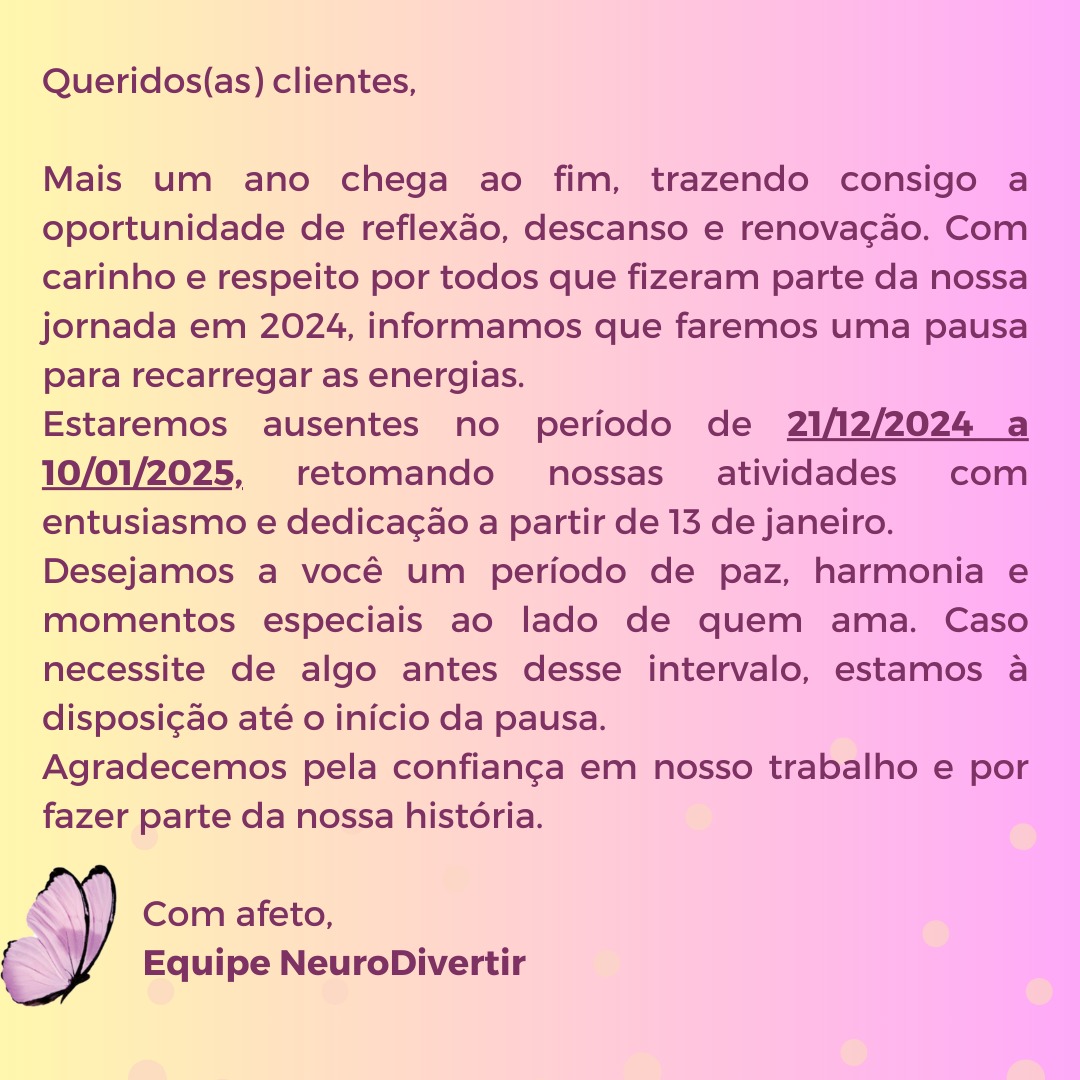 Queridos(as) clientes,
Mais um ano chega ao fim, trazendo consigo a
oportunidade de reflexão, descanso e renovação. Com
carinho e respeito por todos que fizeram parte da nossa
jornada em 2024, informamos que faremos uma pausa
para recarregar as energias.
Estaremos ausentes no período de 21/12/2024 a
10/01/2025, retomando nossas atividades com
entusiasmo e dedicação a partir de 13 de janeiro.
Desejamos a você um período de paz, harmonia e
momentos especiais ao lado de quem ama. Caso
necessite de algo antes desse intervalo, estamos à
disposição até o início da pausa.
Agradecemos pela confiança em nosso trabalho e por
fazer parte da nossa história.
Com afeto,
Equipe NeuroDivertir